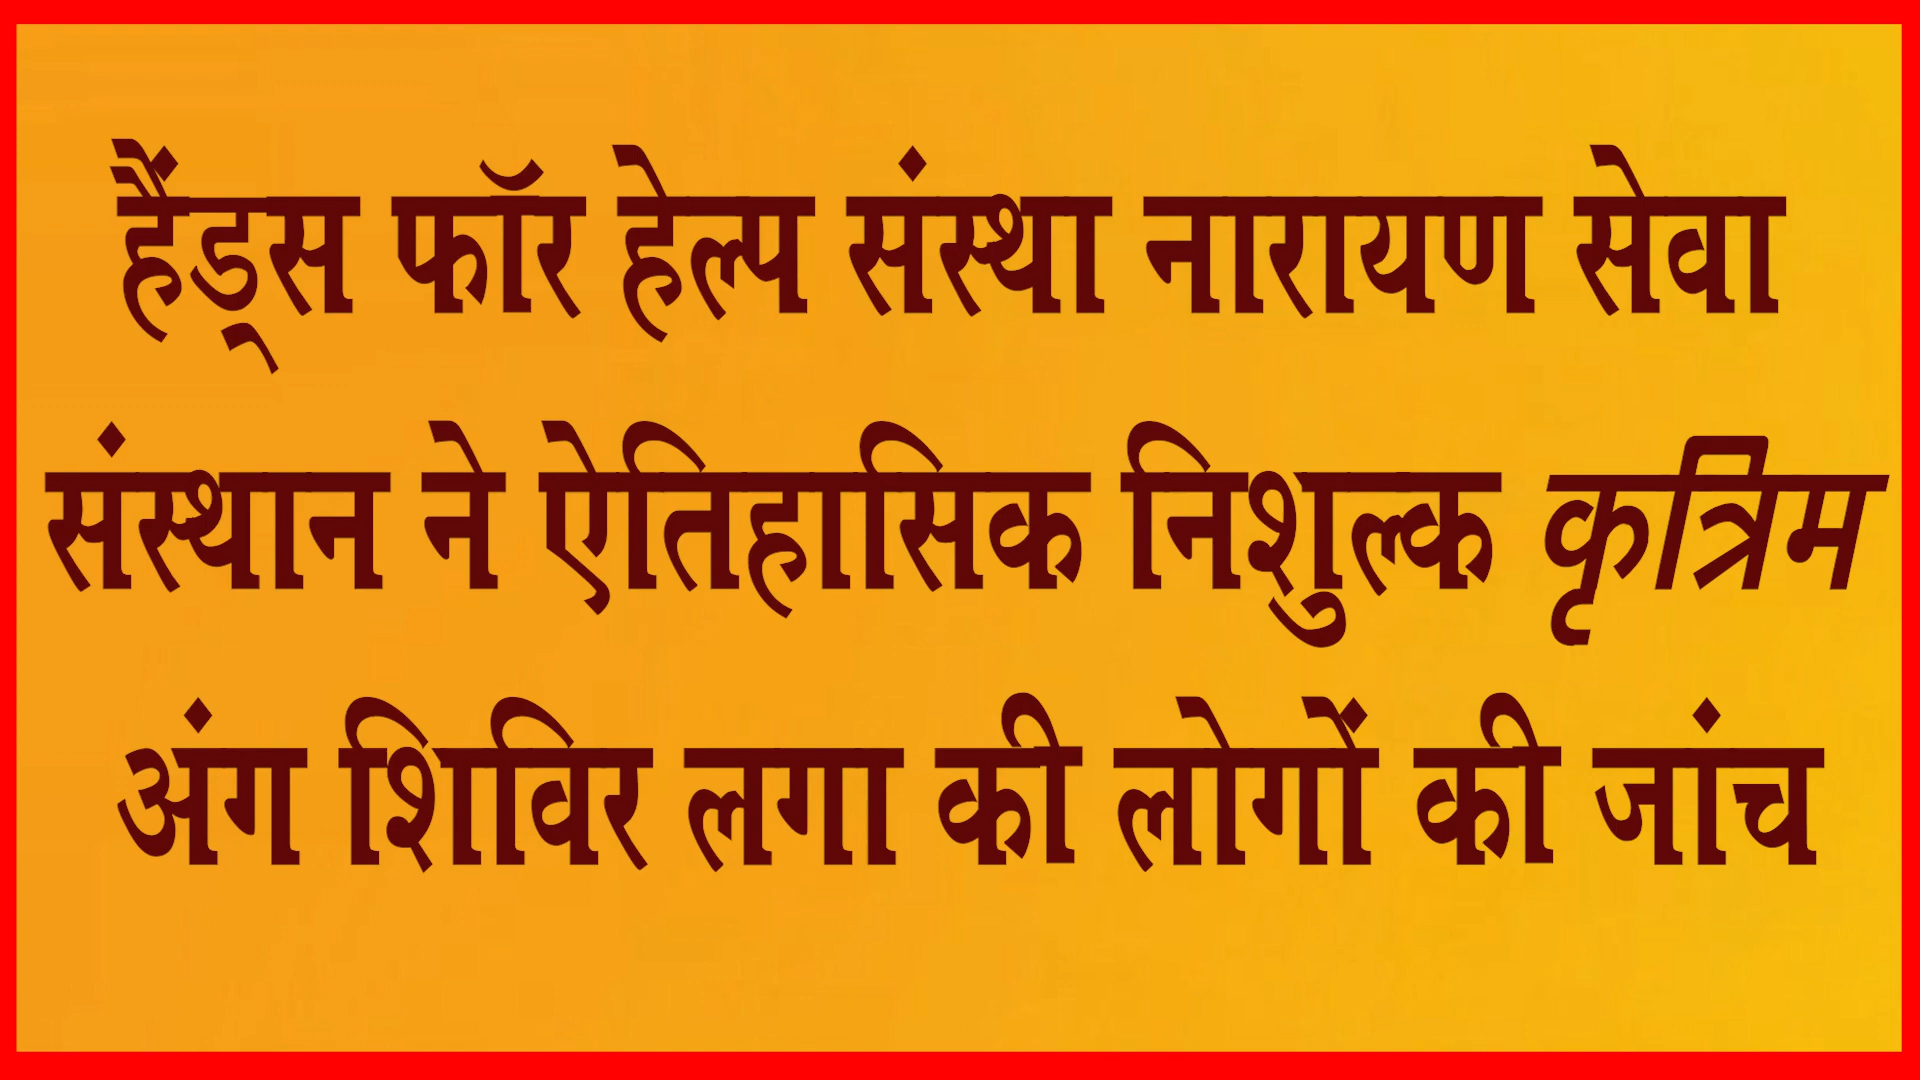 हैंड्स फॉर हेल्प संस्था नारायण सेवा
संस्थान ने ऐतिहासिक निशुल्क कृत्रिम
अंग शिविर लगा की लोगों की जांच